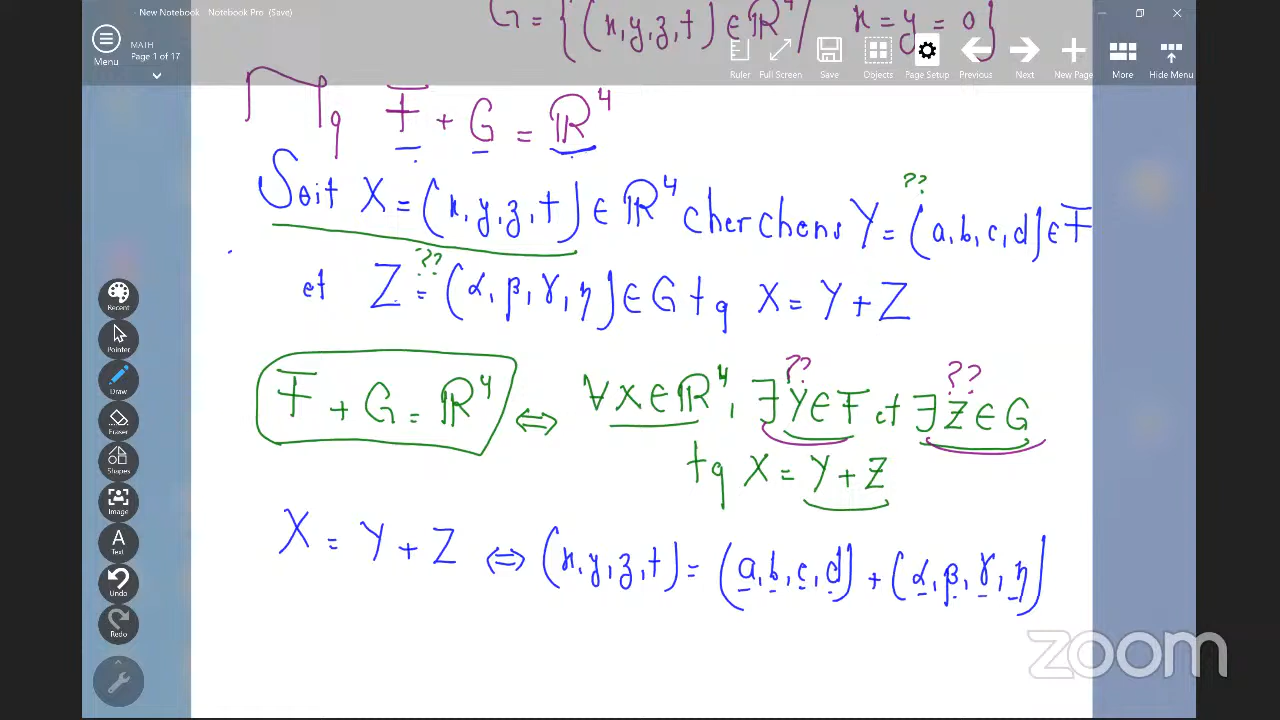 New Notebook - Notebook Pro (Save)
Menu
MATH
Page 1 of 17
Ruler Full Screen Save Objects Page Setup Previous Next New Page More Hide Menu
G = {(x, y, z, t) ∈ ℝ⁴ / x = y = 0}
Mq F + G = ℝ⁴
??
Soit X = (x, y, z, t) ∈ ℝ⁴ cherchons Y = (a, b, c, d) ∈ F
??
et Z = (α, β, γ, η) ∈ G tq X = Y + Z
?? ??
F + G = ℝ⁴ ⇔ ∀ X ∈ ℝ⁴, ∃ Y ∈ F et ∃ Z ∈ G
tq X = Y + Z
X = Y + Z ⇔ (x, y, z, t) = (a, b, c, d) + (α, β, γ, η)
Recent
Pointer
Draw
Eraser
Shapes
Image
Text
Undo
Redo
zoom